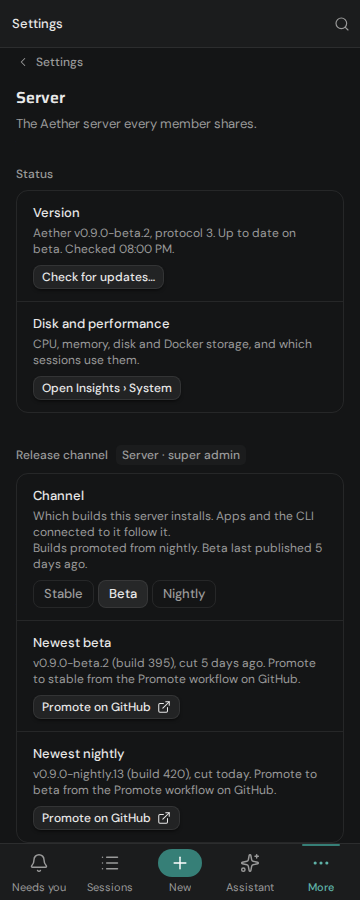 Settings
Settings
Server
The Aether server every member shares.
Status
Version
Aether v0.9.0-beta.2, protocol 3. Up to date on
beta. Checked 08:00 PM.
Check for updates...
Disk and performance
CPU, memory, disk and Docker storage, and which
sessions use them.
Open Insights › System
Release channel Server · super admin
Channel
Which builds this server installs. Apps and the CLI
connected to it follow it.
Builds promoted from nightly. Beta last published 5
days ago.
Stable Beta Nightly
Newest beta
v0.9.0-beta.2 (build 395), cut 5 days ago. Promote
to stable from the Promote workflow on GitHub.
Promote on GitHub
Newest nightly
v0.9.0-nightly.13 (build 420), cut today. Promote to
beta from the Promote workflow on GitHub.
Promote on GitHub
Needs you Sessions New Assistant More